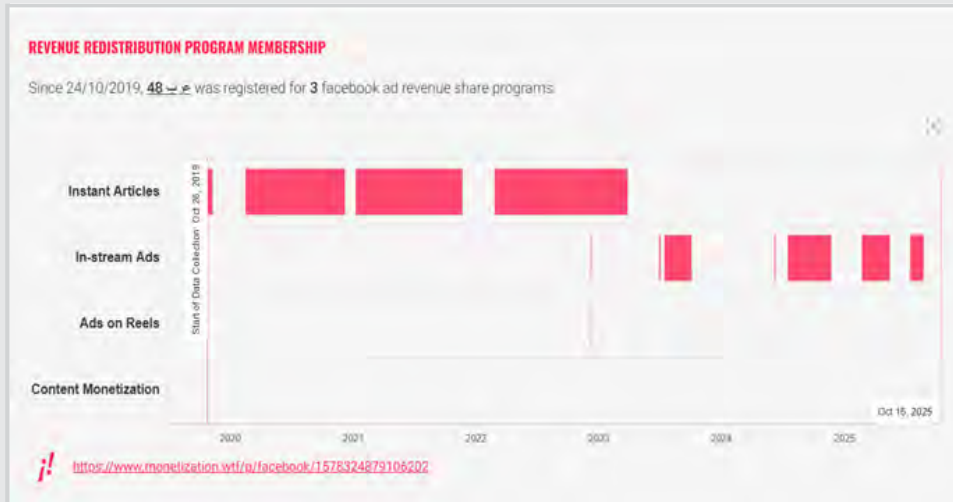 REVENUE REDISTRIBUTION PROGRAM MEMBERSHIP
Since 24/10/2019, عرب 48 was registered for 3 facebook ad revenue share programs
Start of Data Collection: Oct 26, 2019
Instant Articles
In-stream Ads
Ads on Reels
Content Monetization
Oct 15, 2025
2020 2021 2022 2023 2024 2025
¡! https://www.monetization.wtf/q/facebook/1578324879106202